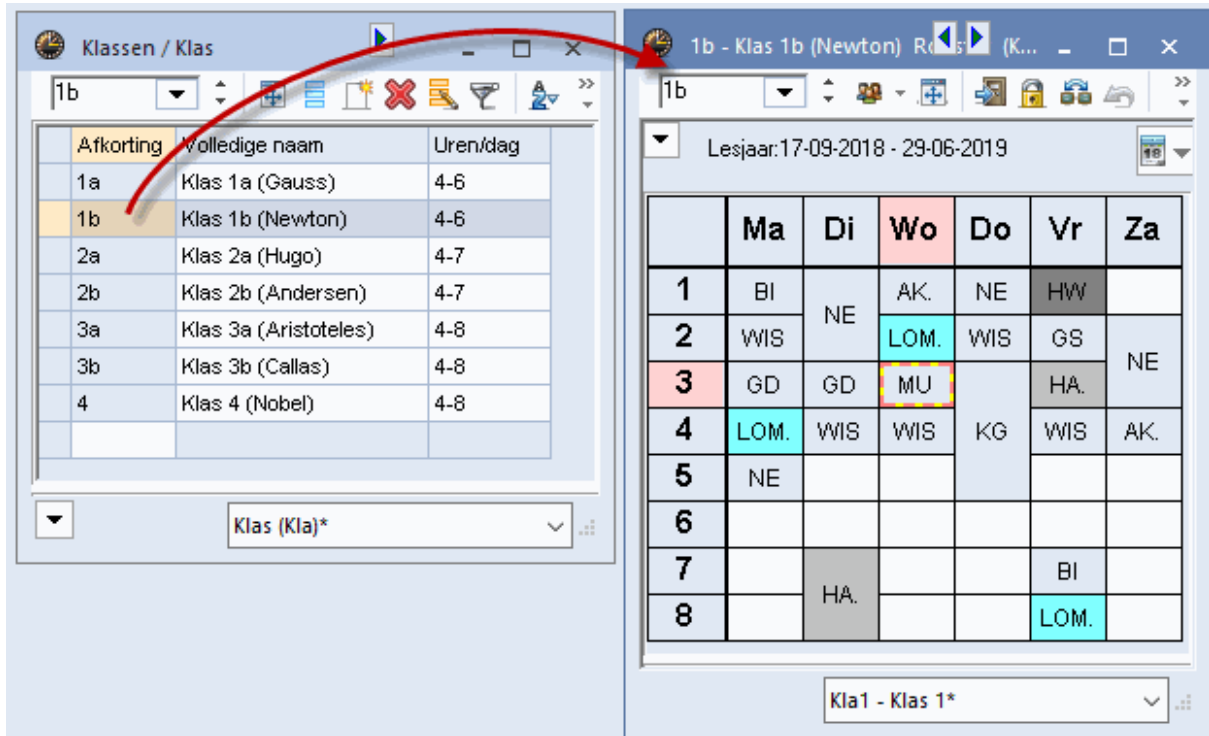 Klassen / Klas
1b
Afkorting Volledige naam Uren/dag
1a Klas 1a (Gauss) 4-6
1b Klas 1b (Newton) 4-6
2a Klas 2a (Hugo) 4-7
2b Klas 2b (Andersen) 4-7
3a Klas 3a (Aristoteles) 4-8
3b Klas 3b (Callas) 4-8
4 Klas 4 (Nobel) 4-8
Klas (Kla)*
1b - Klas 1b (Newton) (K...
1b
Lesjaar:17-09-2018 - 29-06-2019
18
Ma Di Wo Do Vr Za
1 BI NE AK. NE HW
2 WIS LOM. WIS GS NE
3 GD GD MU KG HA.
4 LOM. WIS WIS WIS AK.
5 NE
6
7 HA. BI
8 LOM.
Kla1 - Klas 1*